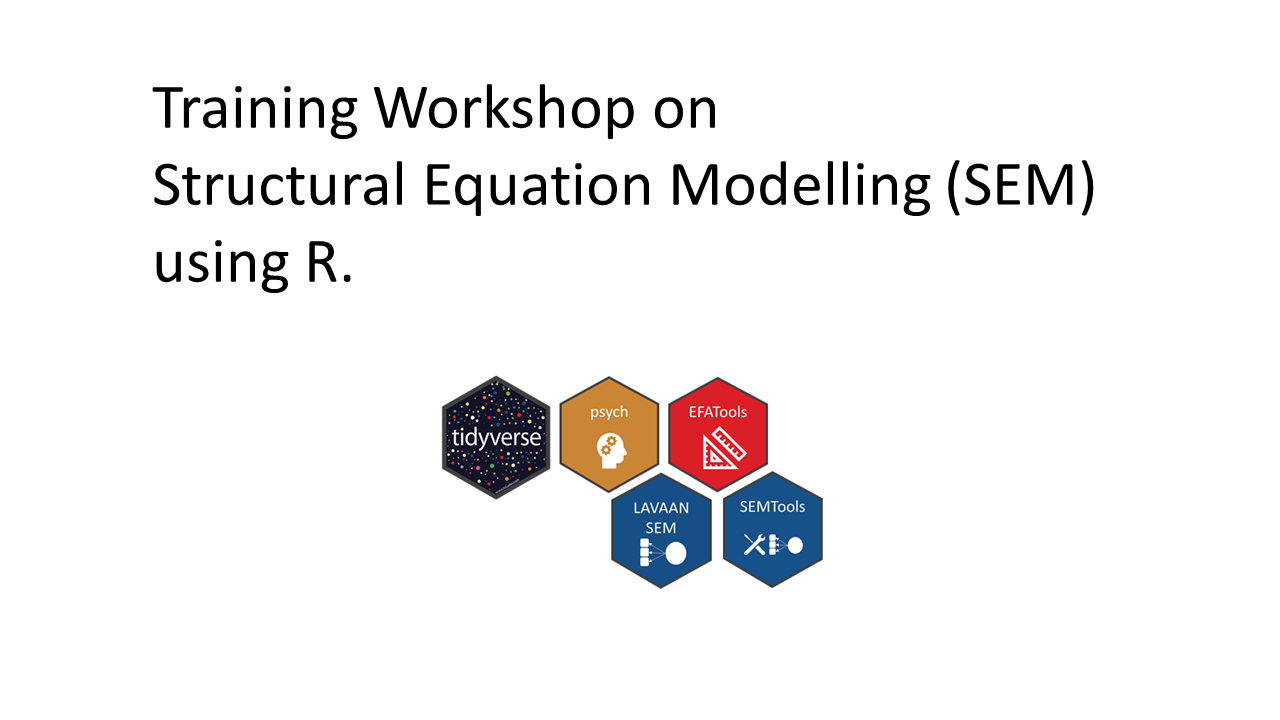 Training Workshop on
Structural Equation Modelling (SEM)
using R.
tidyverse
psych
EFATools
LAVAAN
SEM
SEMTools